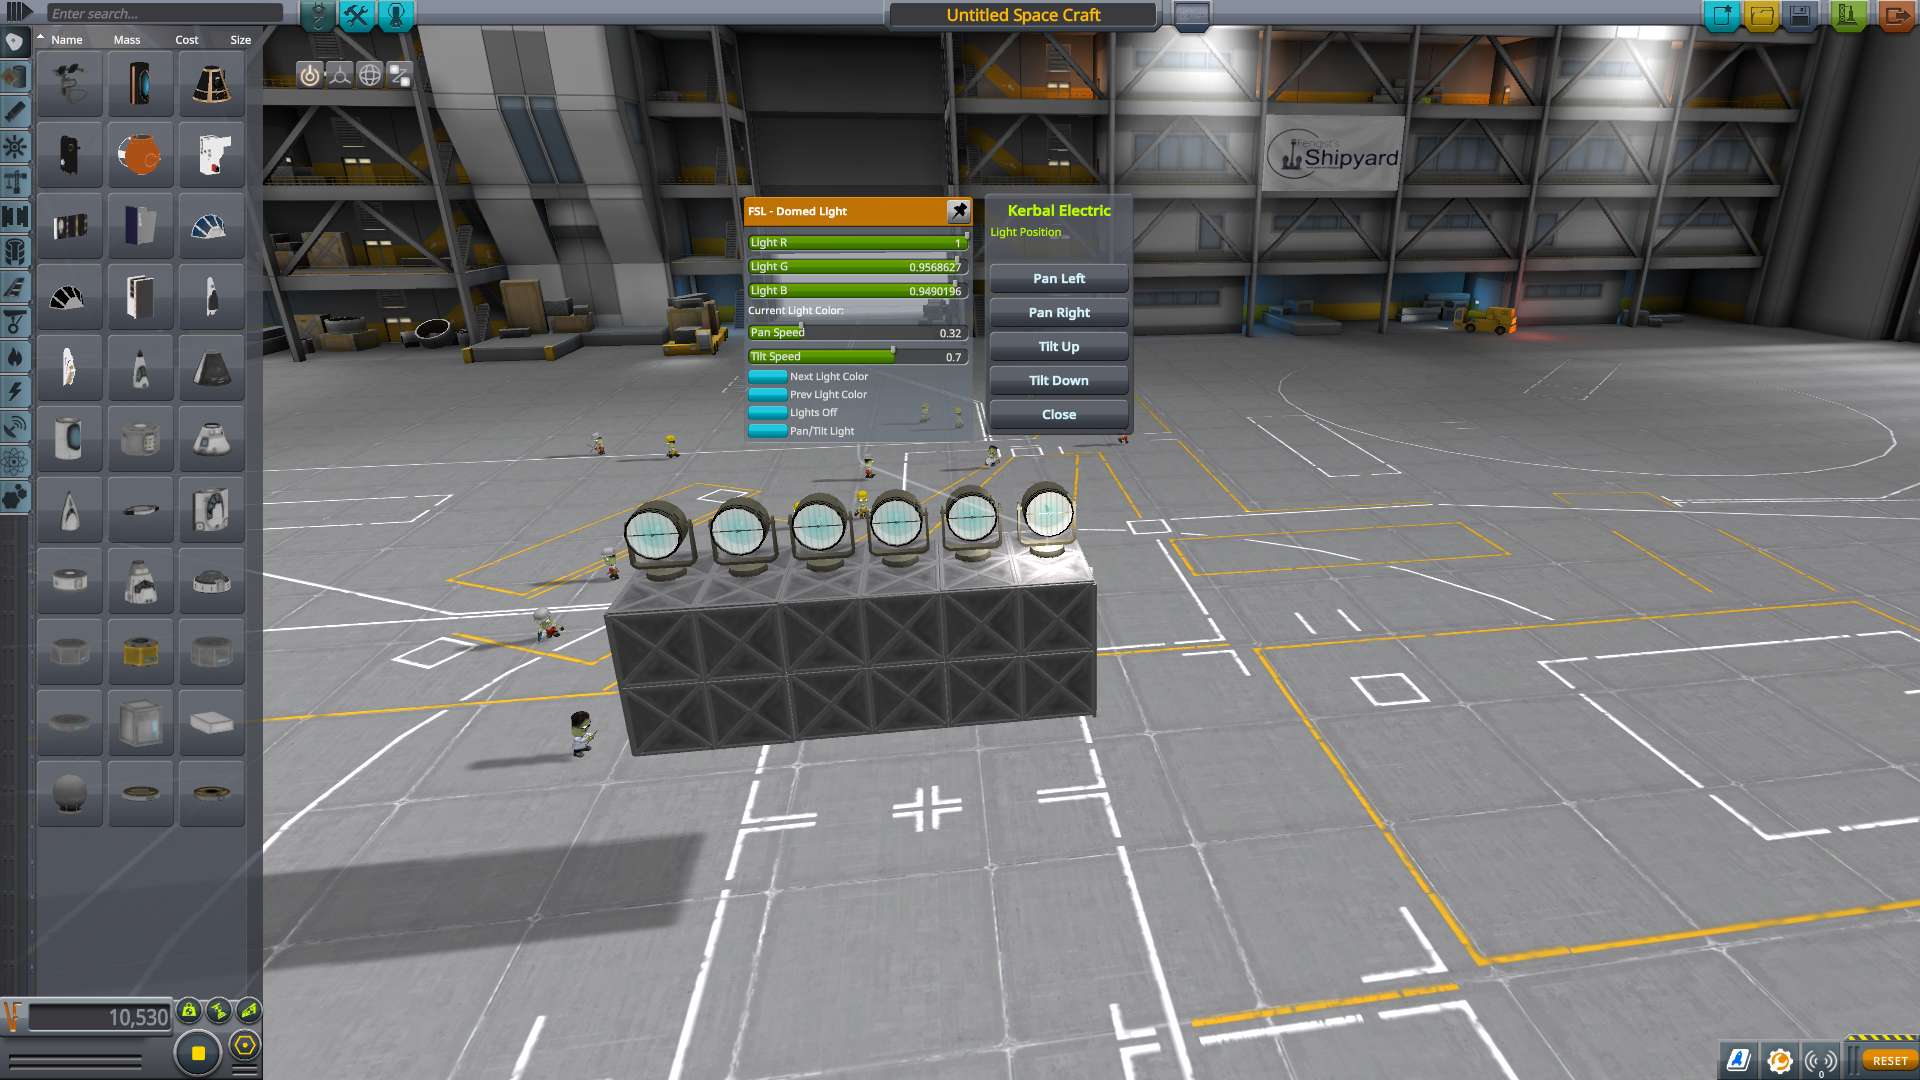 Enter search...
Untitled Space Craft
Name Mass Cost Size
Fengist's
Shipyard
FSL - Domed Light
Light R 1
Light G 0.9568627
Light B 0.9490196
Current Light Color:
Pan Speed 0.32
Tilt Speed 0.7
Next Light Color
Prev Light Color
Lights Off
Pan/Tilt Light
Kerbal Electric
Light Position
Pan Left
Pan Right
Tilt Up
Tilt Down
Close
10,530
0
RESET